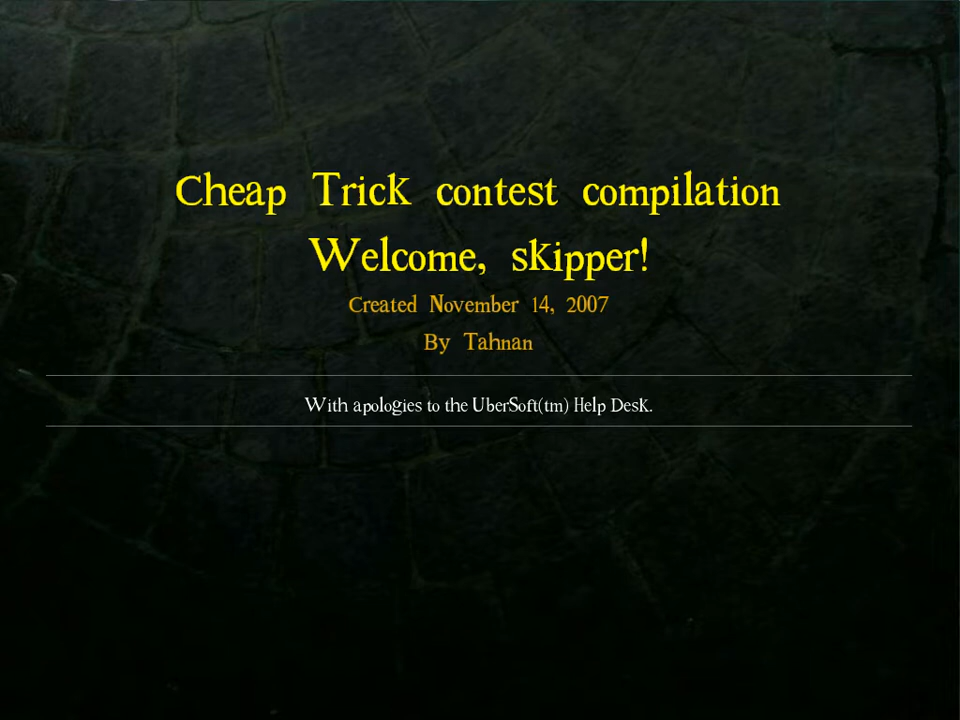 Cheap Trick contest compilation
Welcome, skipper!
Created November 14, 2007
By Tahnan
With apologies to the UberSoft(tm) Help Desk.